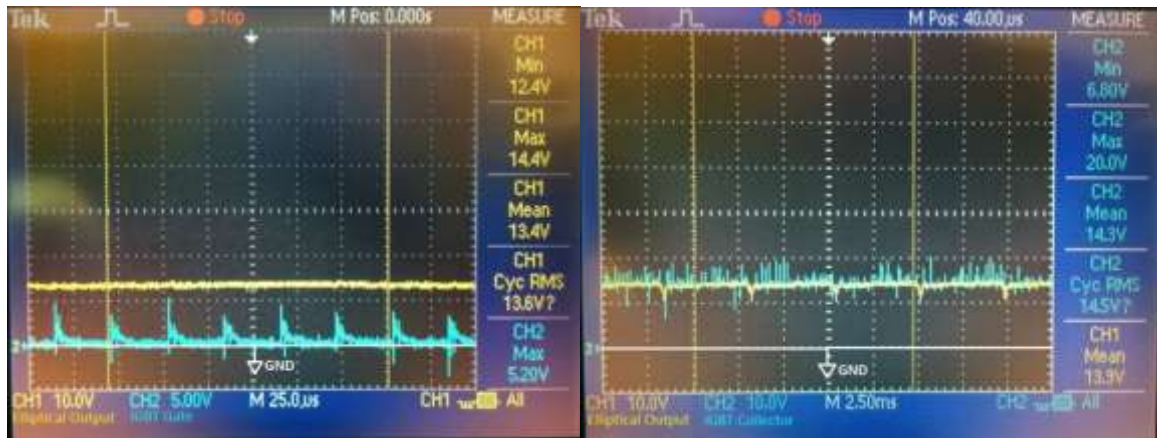 Tek Stop M Pos: 0.000s MEASURE
CH1
Min
12.4V
CH1
Max
14.4V
CH1
Mean
13.4V
CH1
Cyc RMS
13.6V?
CH2
Max
5.20V
2
GND
CH1 10.0V CH2 5.00V M 25.0µs CH1 All
Elliptical Output IGBT Gate
Tek Stop M Pos: 40.00µs MEASURE
CH2
Min
6.80V
CH2
Max
20.0V
CH2
Mean
14.3V
CH2
Cyc RMS
14.5V?
CH1
Mean
13.9V
2
GND
CH1 10.0V CH2 10.0V M 2.50ms CH2 All
Elliptical Output IGBT Collector